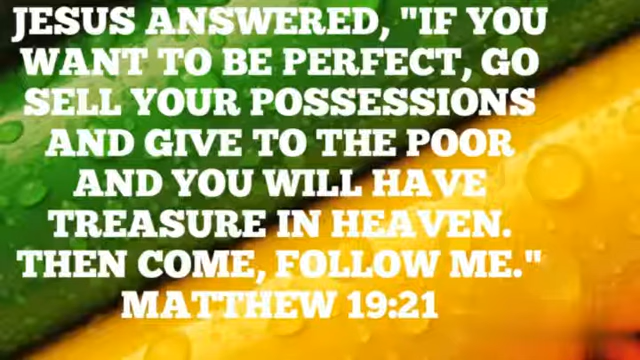 JESUS ANSWERED, "IF YOU
WANT TO BE PERFECT, GO
SELL YOUR POSSESSIONS
AND GIVE TO THE POOR
AND YOU WILL HAVE
TREASURE IN HEAVEN.
THEN COME, FOLLOW ME."
MATTHEW 19:21